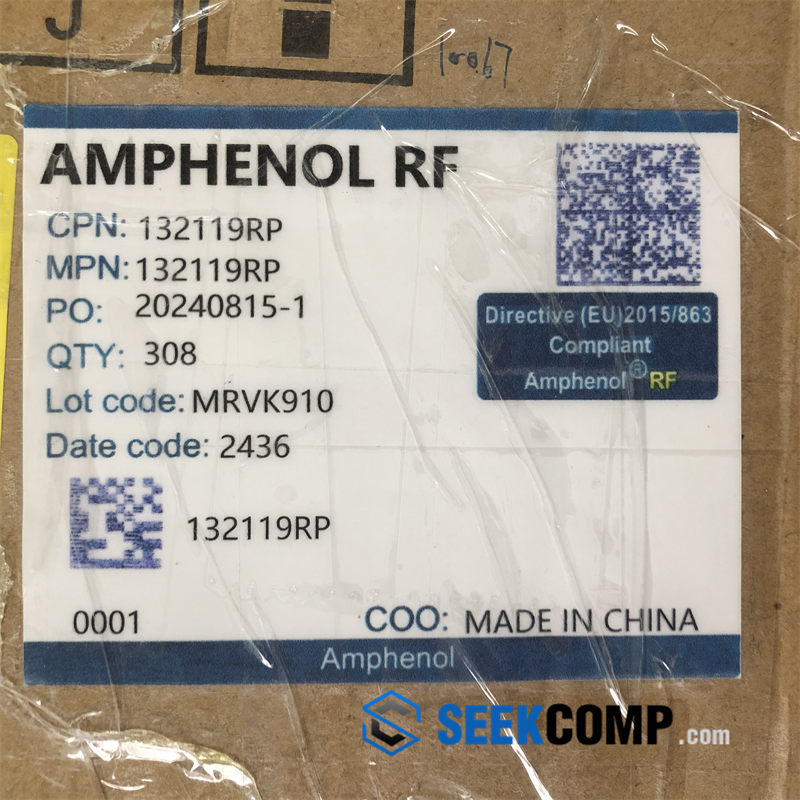 J
AMPHENOL RF
CPN: 132119RP
MPN: 132119RP
PO: 20240815-1
QTY: 308
Lot code: MRVK910
Date code: 2436
Directive (EU)2015/863
Compliant
Amphenol® RF
132119RP
0001
COO: MADE IN CHINA
Amphenol
SEEKCOMP.com